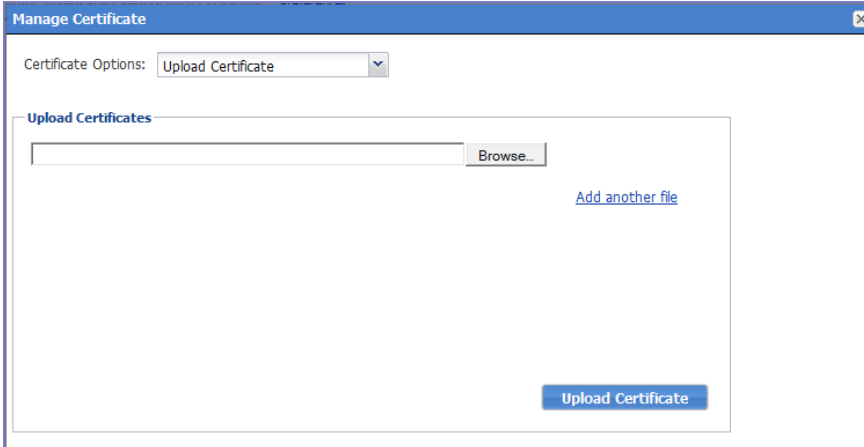 Manage Certificate
Certificate Options: Upload Certificate
Upload Certificates
Browse...
Add another file
Upload Certificate